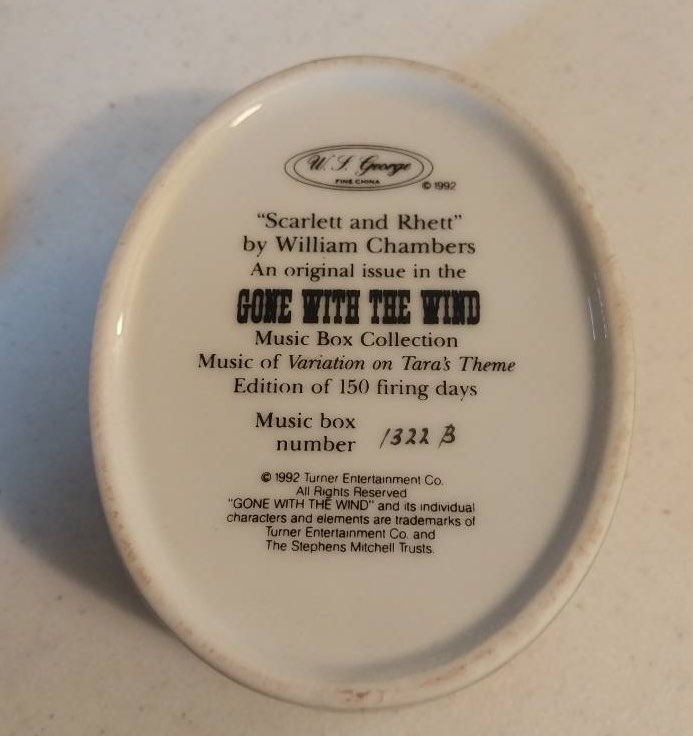 W. S. George
FINE CHINA
© 1992
"Scarlett and Rhett"
by William Chambers
An original issue in the
GONE WITH THE WIND
Music Box Collection
Music of Variation on Tara's Theme
Edition of 150 firing days
Music box
number 1322 B
© 1992 Turner Entertainment Co.
All Rights Reserved
"GONE WITH THE WIND" and its individual
characters and elements are trademarks of
Turner Entertainment Co. and
The Stephens Mitchell Trusts.